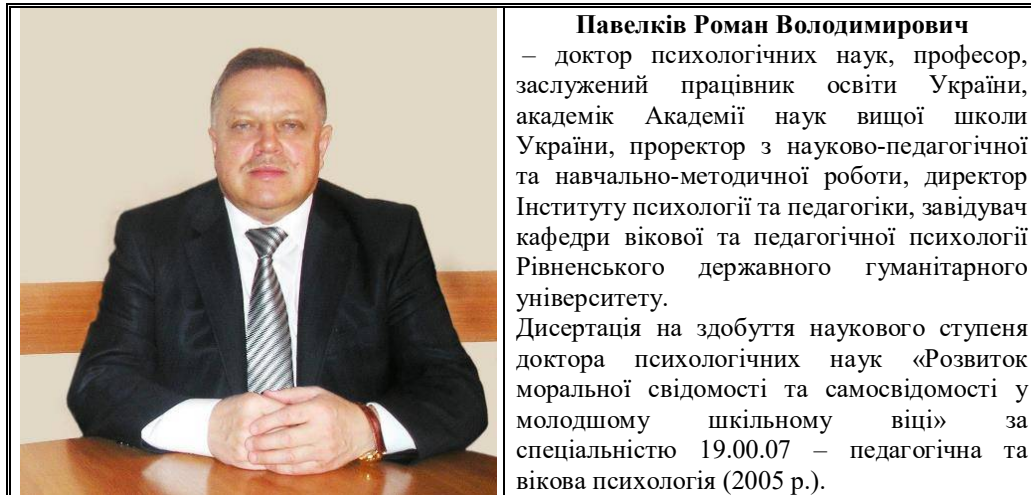 Павелків Роман Володимирович
– доктор психологічних наук, професор,
заслужений працівник освіти України,
академік Академії наук вищої школи
України, проректор з науково-педагогічної
та навчально-методичної роботи, директор
Інституту психології та педагогіки, завідувач
кафедри вікової та педагогічної психології
Рівненського державного гуманітарного
університету.
Дисертація на здобуття наукового ступеня
доктора психологічних наук «Розвиток
моральної свідомості та самосвідомості у
молодшому шкільному віці» за
спеціальністю 19.00.07 – педагогічна та
вікова психологія (2005 р.).